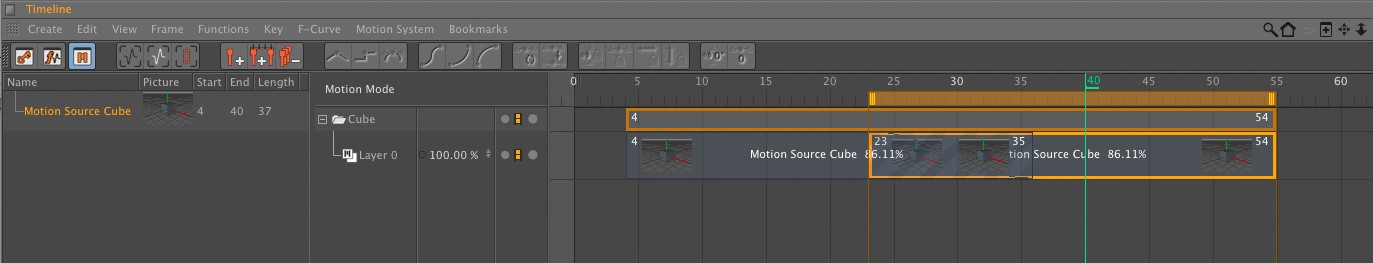 Timeline
Create Edit View Frame Functions Key F-Curve Motion System Bookmarks
Name Picture Start End Length
Motion Source Cube 4 40 37
Motion Mode
Cube
Layer 0 100.00 %
0 5 10 15 20 25 30 35 40 45 50 55 60
4 54
4 23 35 54
Motion Source Cube 86.11% tion Source Cube 86.11%